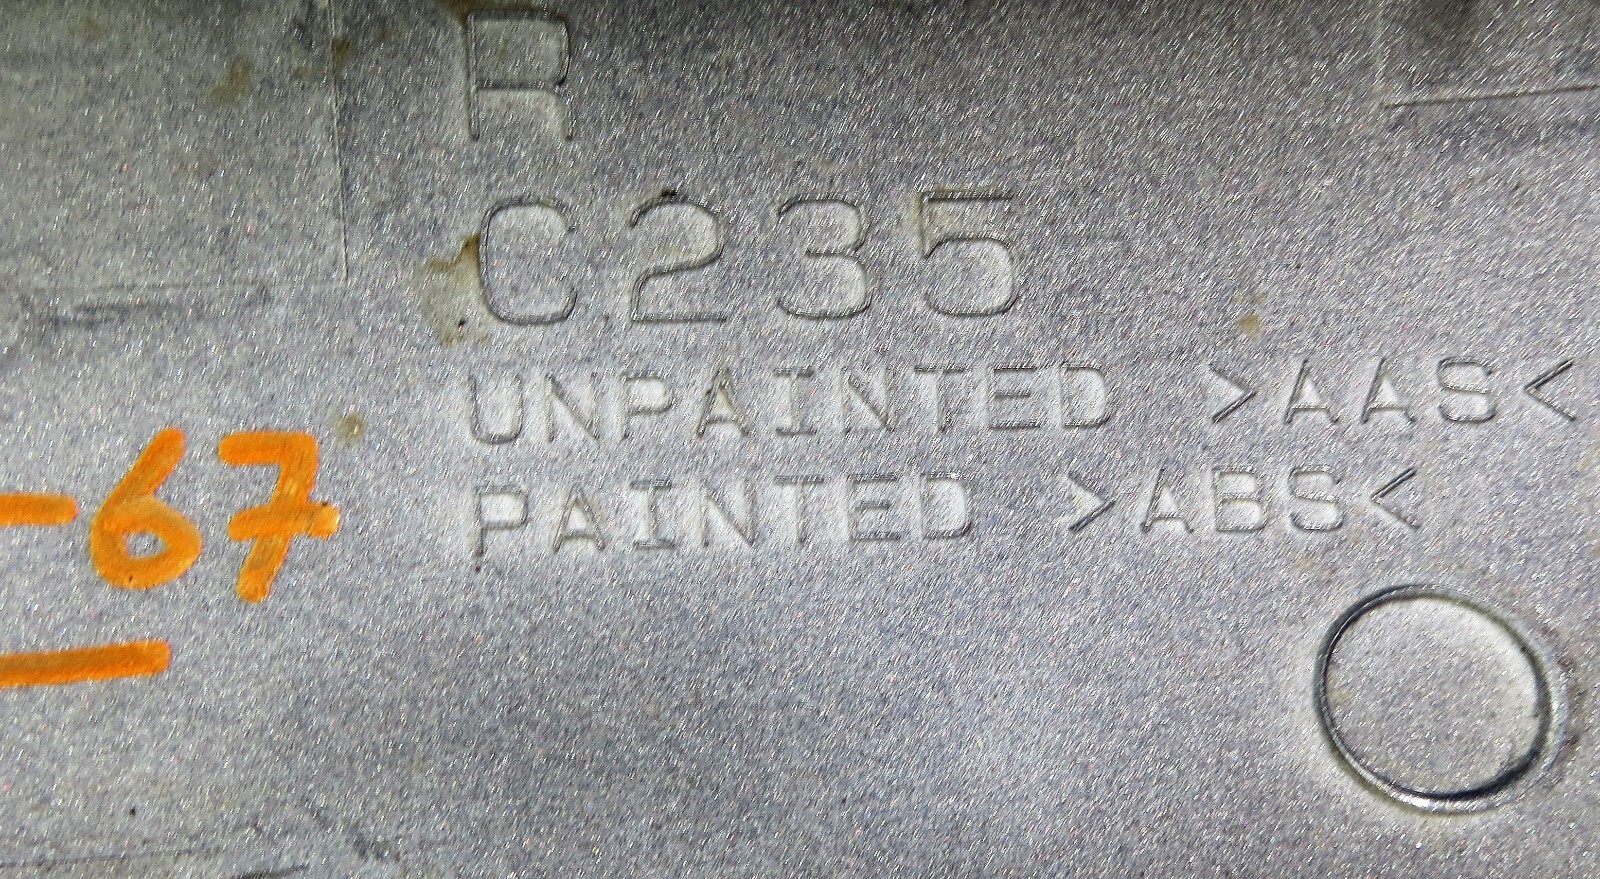 R
C235
UNPAINTED >AAS<
PAINTED >ABS<
-67